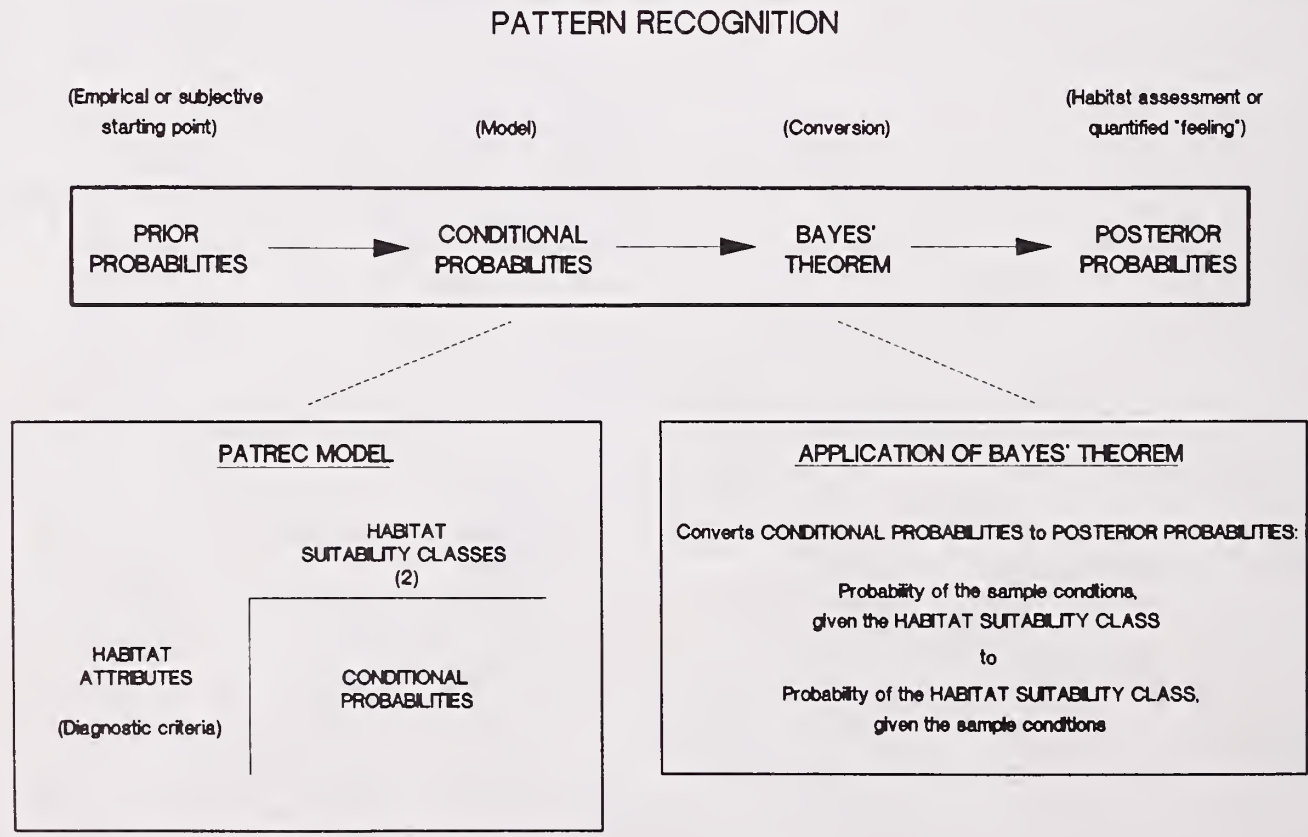 PATTERN RECOGNITION
(Empirical or subjective
starting point)
(Model)
(Conversion)
(Habitat assessment or
quantified "feeling")
PRIOR
PROBABILITIES
CONDITIONAL
PROBABILITIES
BAYES'
THEOREM
POSTERIOR
PROBABILITIES
PATREC MODEL
HABITAT
SUITABILITY CLASSES
(2)
HABITAT
ATTRIBUTES
(Diagnostic criteria)
CONDITIONAL
PROBABILITIES
APPLICATION OF BAYES' THEOREM
Converts CONDITIONAL PROBABILITIES to POSTERIOR PROBABILITIES:
Probability of the sample condtions,
given the HABITAT SUITABILITY CLASS
to
Probability of the HABITAT SUITABILITY CLASS,
given the sample conditions